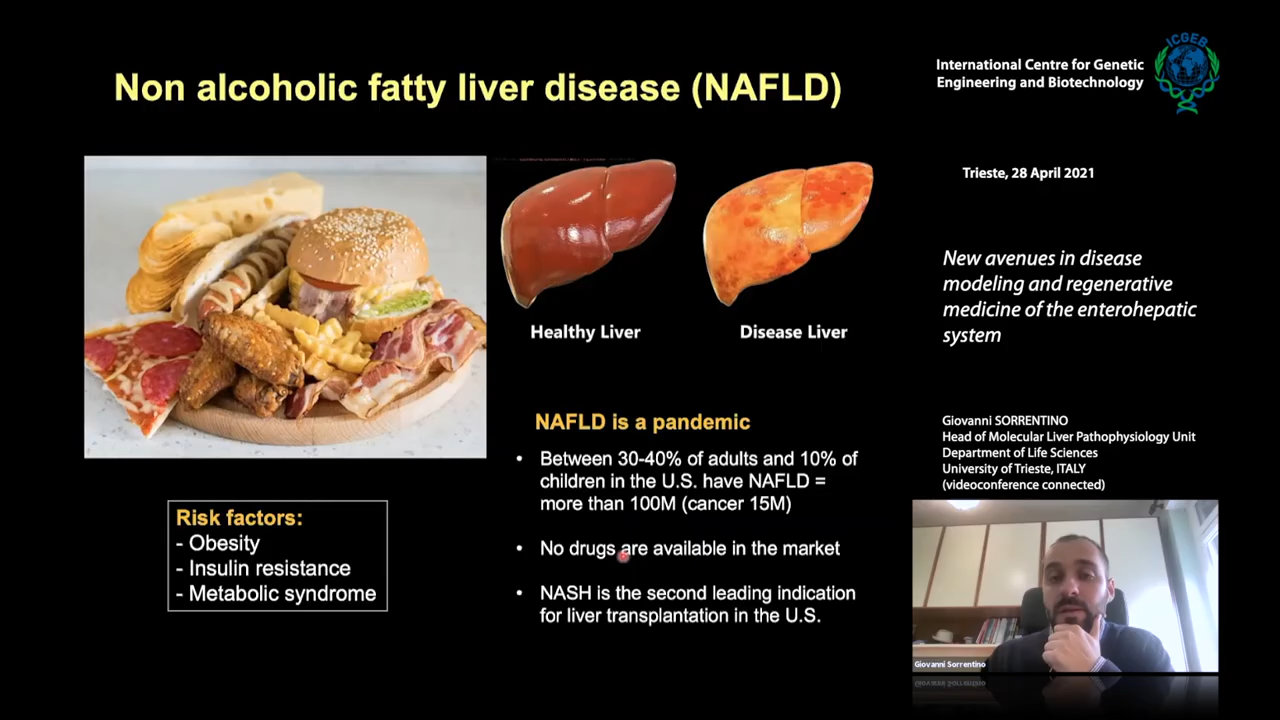 Non alcoholic fatty liver disease (NAFLD)
International Centre for Genetic
Engineering and Biotechnology
ICGEB
Trieste, 28 April 2021
Healthy Liver
Disease Liver
New avenues in disease
modeling and regenerative
medicine of the enterohepatic
system
NAFLD is a pandemic
• Between 30-40% of adults and 10% of
children in the U.S. have NAFLD =
more than 100M (cancer 15M)
• No drugs are available in the market
• NASH is the second leading indication
for liver transplantation in the U.S.
Risk factors:
- Obesity
- Insulin resistance
- Metabolic syndrome
Giovanni SORRENTINO
Head of Molecular Liver Pathophysiology Unit
Department of Life Sciences
University of Trieste, ITALY
(videoconference connected)
Giovanni Sorrentino